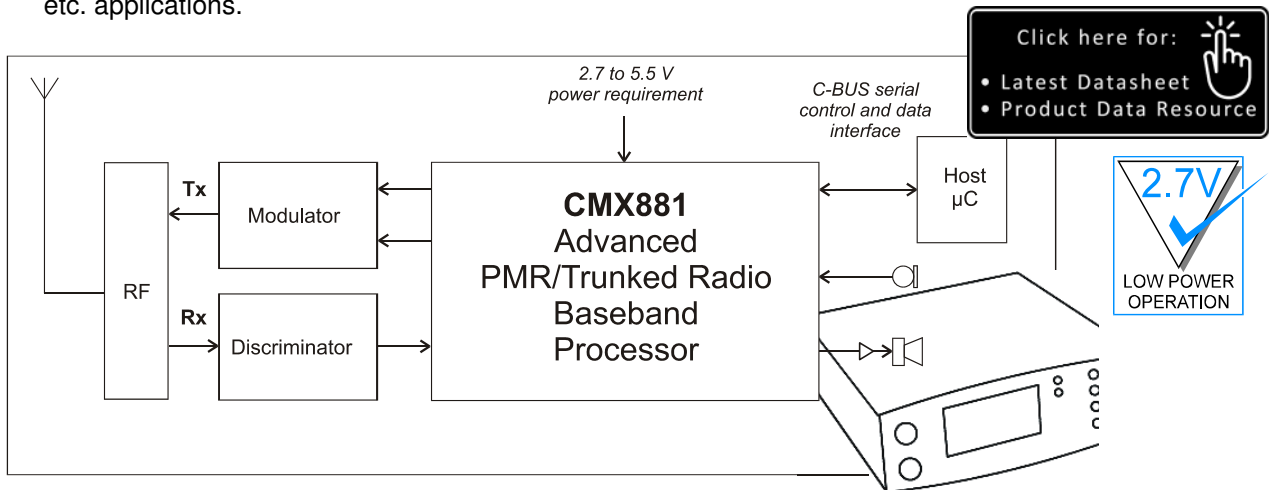 etc. applications.
Click here for:
• Latest Datasheet
• Product Data Resource
2.7 to 5.5 V
power requirement
C-BUS serial
control and data
interface
Host
µC
2.7V
LOW POWER
OPERATION
Tx
Modulator
RF
Rx
Discriminator
CMX881
Advanced
PMR/Trunked Radio
Baseband
Processor